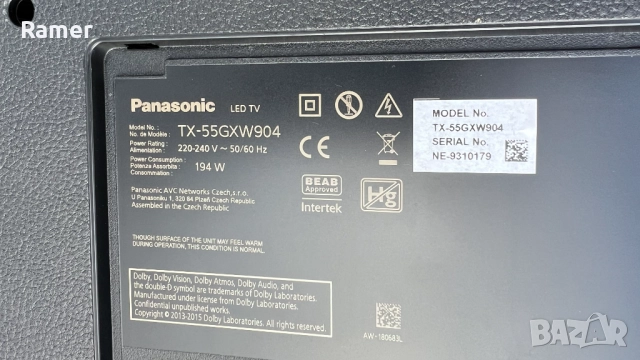 Ramer
Panasonic LED TV
Model No. :
No. de Modèle :
TX-55GXW904
Power Rating :
Alimentation :
220-240 V ~ 50/60 Hz
Power Consumption :
Potenza Assorbita :
Consommation :
194 W
Panasonic AVC Networks Czech,s.r.o.
U Panasoniku 1, 320 84 Plzeň Czech Republic
Assembled in the Czech Republic
THOUGH SURFACE OF THE UNIT MAY FEEL WARM
DURING OPERATION, THIS CONDITION IS NORMAL.
Dolby, Dolby Vision, Dolby Atmos, Dolby Audio, and
the double-D symbol are trademarks of Dolby Laboratories.
Manufactured under license from Dolby Laboratories.
Confidential unpublished works.
Copyright © 2013-2015 Dolby Laboratories. All rights reserved.
CE
BEAB
Approved
Intertek
Hg
MODEL No.
TX-55GXW904
SERIAL No.
NE-9310179
AW-180683L
BAZAR.bg